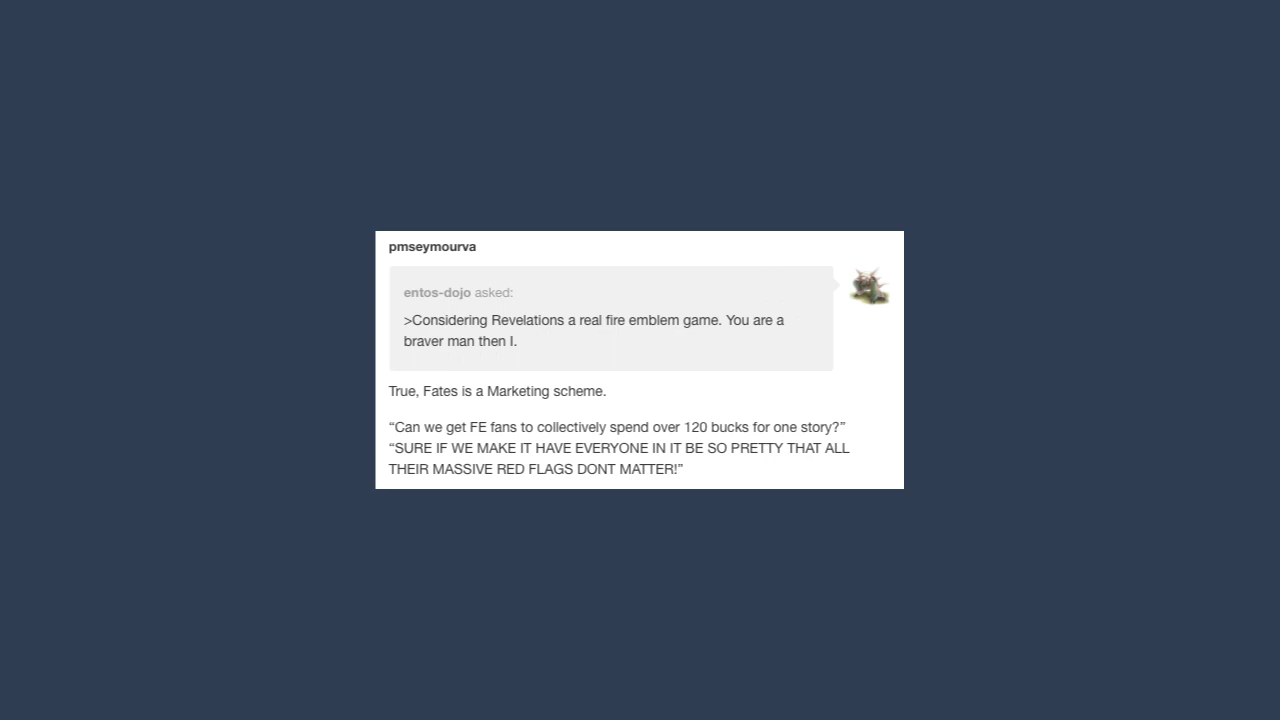 pmseymourva
entos-dojo asked:
>Considering Revelations a real fire emblem game. You are a
braver man then I.
True, Fates is a Marketing scheme.
“Can we get FE fans to collectively spend over 120 bucks for one story?”
“SURE IF WE MAKE IT HAVE EVERYONE IN IT BE SO PRETTY THAT ALL
THEIR MASSIVE RED FLAGS DONT MATTER!”